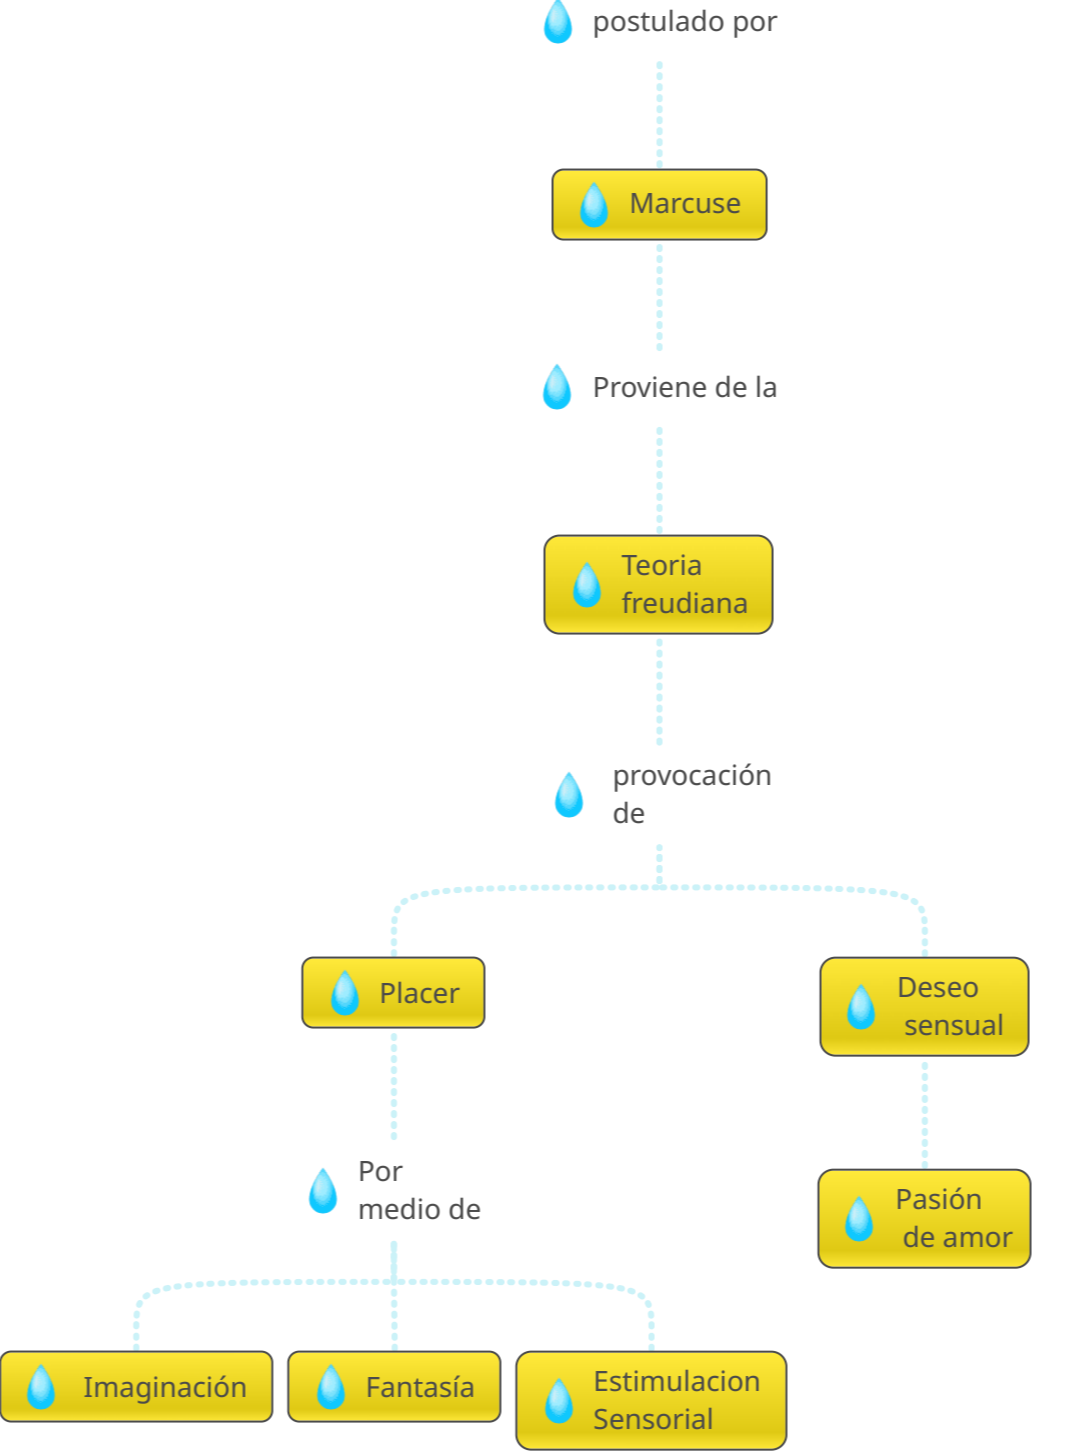 postulado por
Marcuse
Proviene de la
Teoria
freudiana
provocación
de
Placer
Deseo
sensual
Por
medio de
Pasión
de amor
Imaginación
Fantasía
Estimulacion
Sensorial